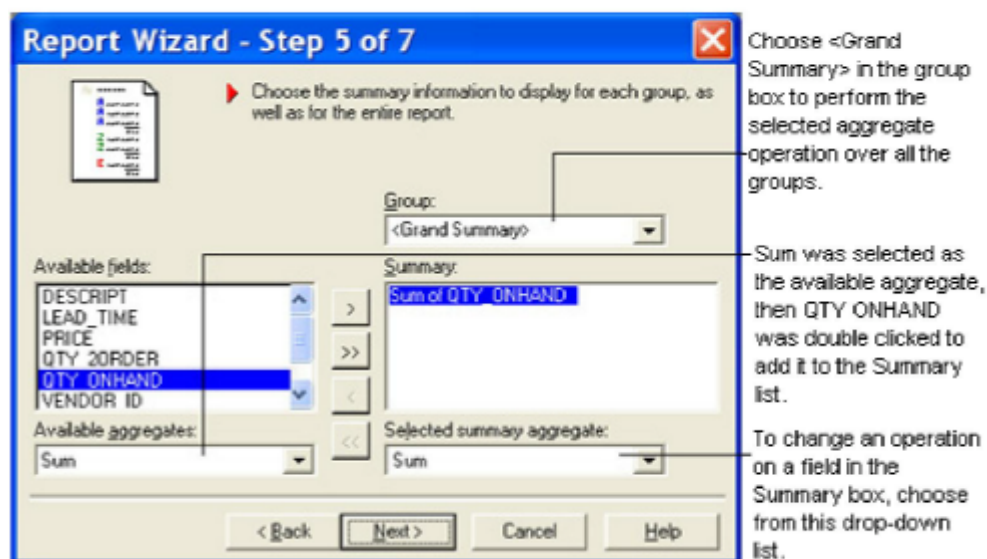 Report Wizard - Step 5 of 7
Choose the summary information to display for each group, as
well as for the entire report.
Group:
<Grand Summary>
Available fields:
DESCRIPT
LEAD_TIME
PRICE
QTY_2ORDER
QTY_ONHAND
VENDOR_ID
>
>>
<
<<
Summary:
Sum of QTY_ONHAND
Available aggregates:
Sum
Selected summary aggregate:
Sum
< Back
Next >
Cancel
Help
Choose <Grand
Summary> in the group
box to perform the
selected aggregate
operation over all the
groups.
Sum was selected as
the available aggregate,
then QTY ONHAND
was double clicked to
add it to the Summary
list.
To change an operation
on a field in the
Summary box, choose
from this drop-down
list.